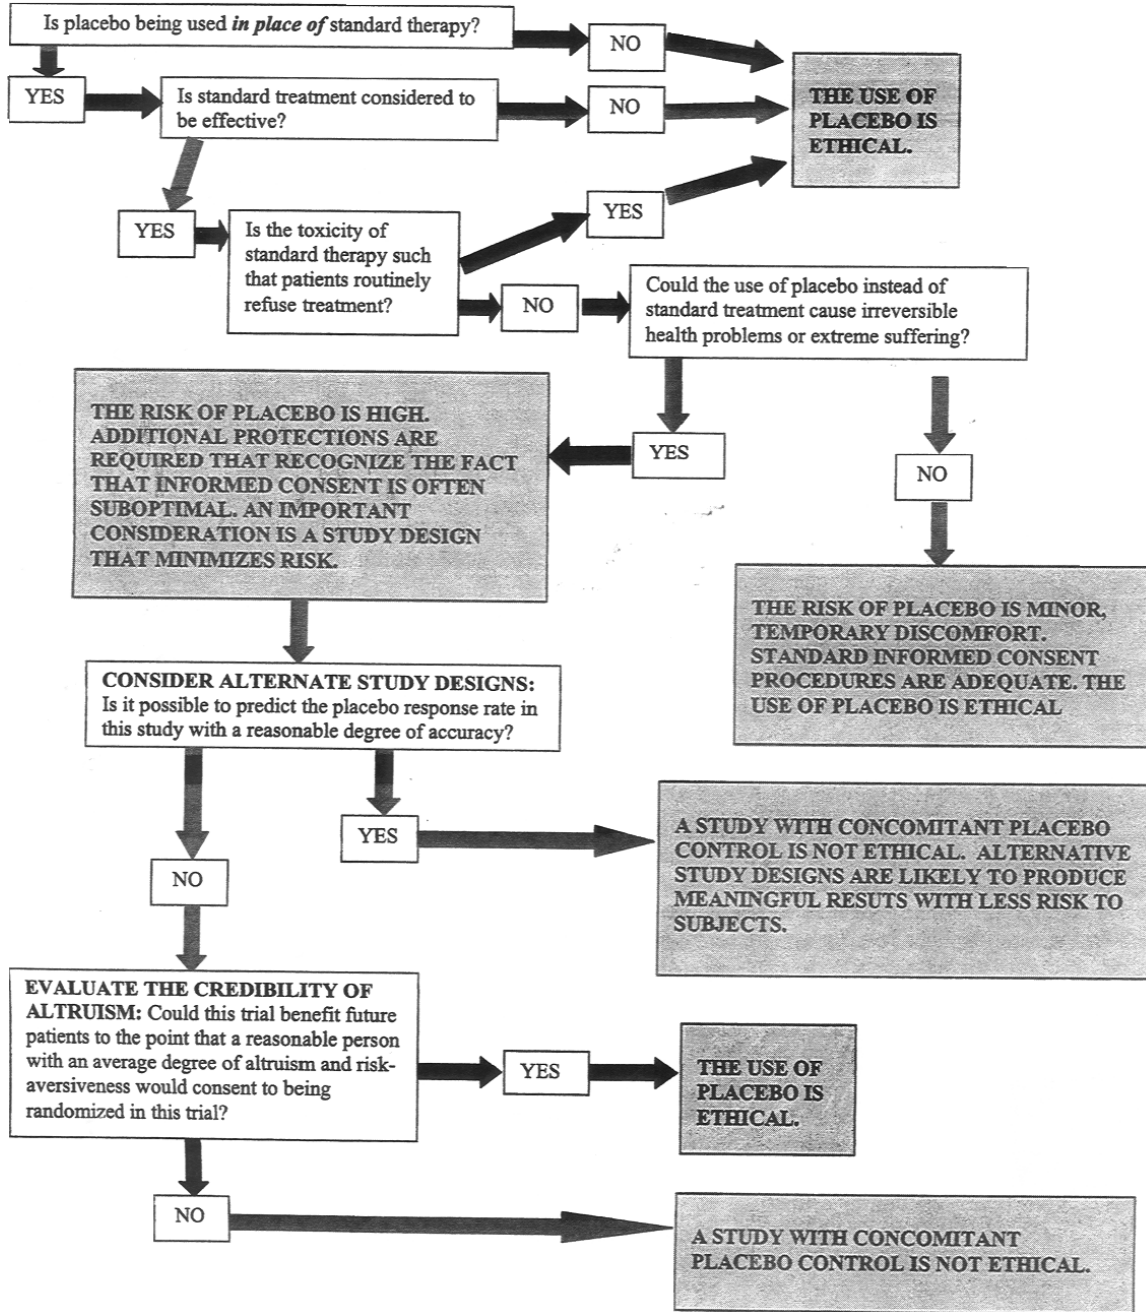 Is placebo being used in place of standard therapy?
NO
YES
Is standard treatment considered to
be effective?
NO
THE USE OF
PLACEBO IS
ETHICAL.
YES
Is the toxicity of
standard therapy such
that patients routinely
refuse treatment?
YES
NO
Could the use of placebo instead of
standard treatment cause irreversible
health problems or extreme suffering?
YES
NO
THE RISK OF PLACEBO IS HIGH.
ADDITIONAL PROTECTIONS ARE
REQUIRED THAT RECOGNIZE THE FACT
THAT INFORMED CONSENT IS OFTEN
SUBOPTIMAL. AN IMPORTANT
CONSIDERATION IS A STUDY DESIGN
THAT MINIMIZES RISK.
THE RISK OF PLACEBO IS MINOR,
TEMPORARY DISCOMFORT.
STANDARD INFORMED CONSENT
PROCEDURES ARE ADEQUATE. THE
USE OF PLACEBO IS ETHICAL
CONSIDER ALTERNATE STUDY DESIGNS:
Is it possible to predict the placebo response rate in
this study with a reasonable degree of accuracy?
YES
NO
A STUDY WITH CONCOMITANT PLACEBO
CONTROL IS NOT ETHICAL. ALTERNATIVE
STUDY DESIGNS ARE LIKELY TO PRODUCE
MEANINGFUL RESUTS WITH LESS RISK TO
SUBJECTS.
EVALUATE THE CREDIBILITY OF
ALTRUISM: Could this trial benefit future
patients to the point that a reasonable person
with an average degree of altruism and risk-
aversiveness would consent to being
randomized in this trial?
YES
THE USE OF
PLACEBO IS
ETHICAL.
NO
A STUDY WITH CONCOMITANT
PLACEBO CONTROL IS NOT ETHICAL.